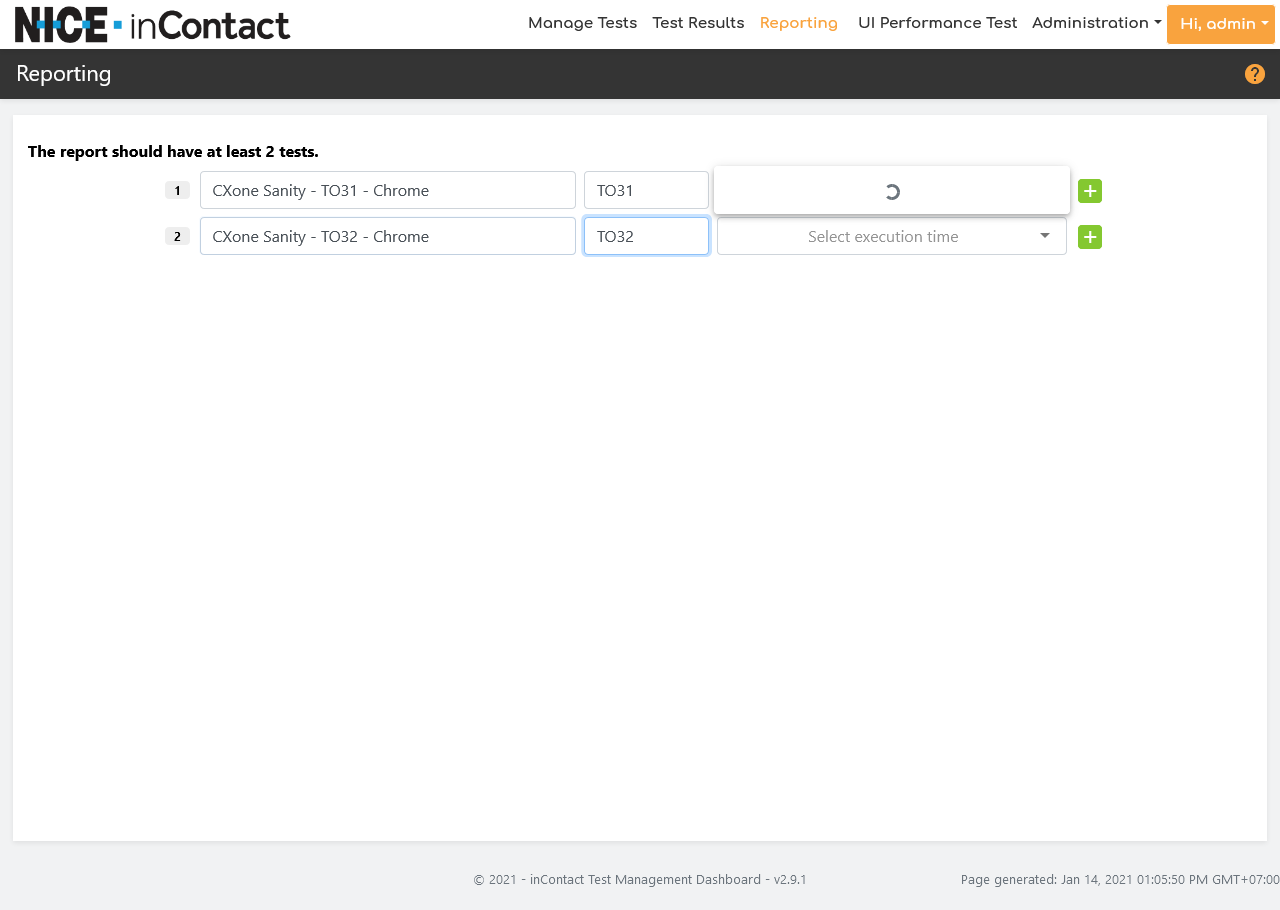 NICE inContact
Manage Tests Test Results Reporting UI Performance Test Administration Hi, admin
Reporting
The report should have at least 2 tests.
1 CXone Sanity - TO31 - Chrome TO31
2 CXone Sanity - TO32 - Chrome TO32 Select execution time
© 2021 - inContact Test Management Dashboard - v2.9.1 Page generated: Jan 14, 2021 01:05:50 PM GMT+07:00